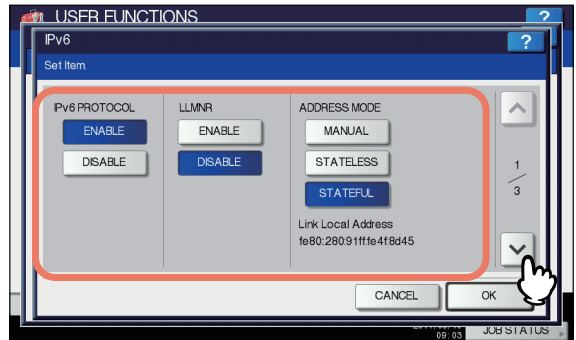 USER FUNCTIONS
?
IPv6
?
Set Item.
IPv6 PROTOCOL
LLMNR
ADDRESS MODE
ENABLE
ENABLE
MANUAL
DISABLE
DISABLE
STATELESS
1
3
STATEFUL
Link Local Address
fe80:280:91ff:fe4f:8d45
CANCEL
OK
09: 03
JOB STATUS